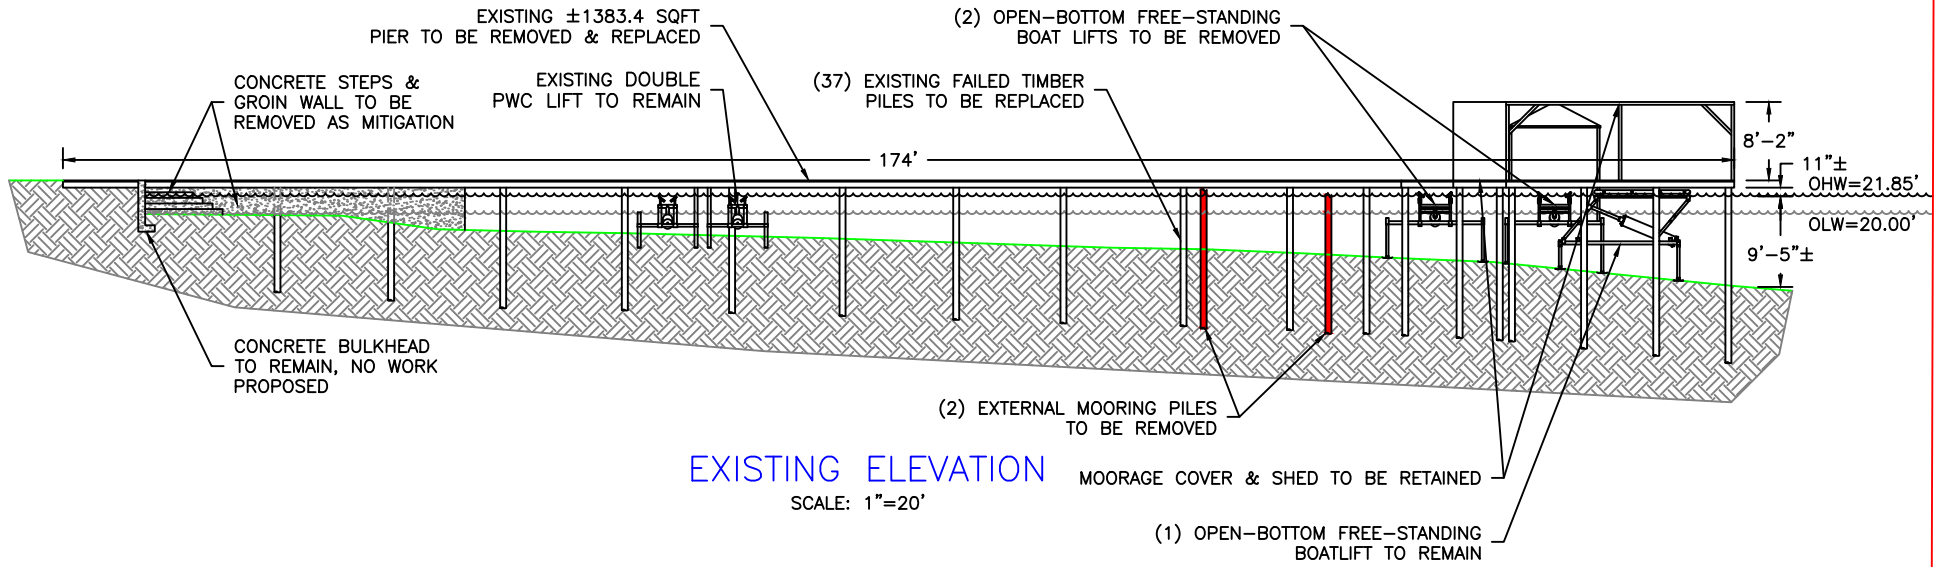 EXISTING ±1383.4 SQFT
PIER TO BE REMOVED & REPLACED
(2) OPEN-BOTTOM FREE-STANDING
BOAT LIFTS TO BE REMOVED
CONCRETE STEPS &
GROIN WALL TO BE
REMOVED AS MITIGATION
EXISTING DOUBLE
PWC LIFT TO REMAIN
(37) EXISTING FAILED TIMBER
PILES TO BE REPLACED
174'
8'-2"
11"±
OHW=21.85'
OLW=20.00'
9'-5"±
CONCRETE BULKHEAD
TO REMAIN, NO WORK
PROPOSED
(2) EXTERNAL MOORING PILES
TO BE REMOVED
EXISTING ELEVATION
SCALE: 1"=20'
MOORAGE COVER & SHED TO BE RETAINED
(1) OPEN-BOTTOM FREE-STANDING
BOATLIFT TO REMAIN